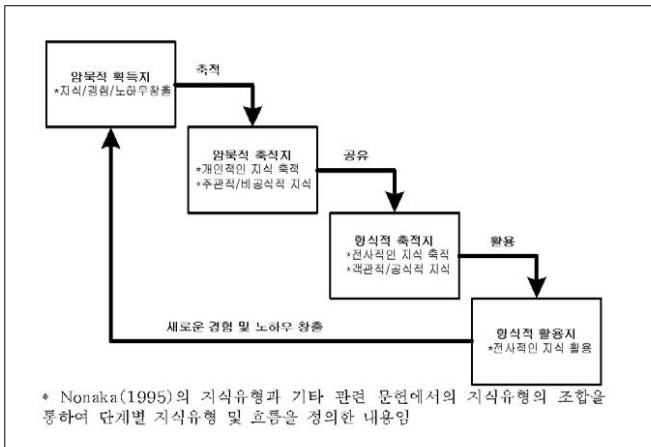 암묵적 획득지
*지식/경험/노하우창출
축적
암묵적 축적지
*개인적인 지식 축적
*주관적/비공식적 지식
공유
형식적 축적지
*전사적인 지식 축적
*객관적/공식적 지식
활용
형식적 활용지
*전사적인 지식 활용
새로운 경험 및 노하우 창출
* Nonaka(1995)의 지식유형과 기타 관련 문헌에서의 지식유형의 조합을
통하여 단계별 지식유형 및 흐름을 정의한 내용임